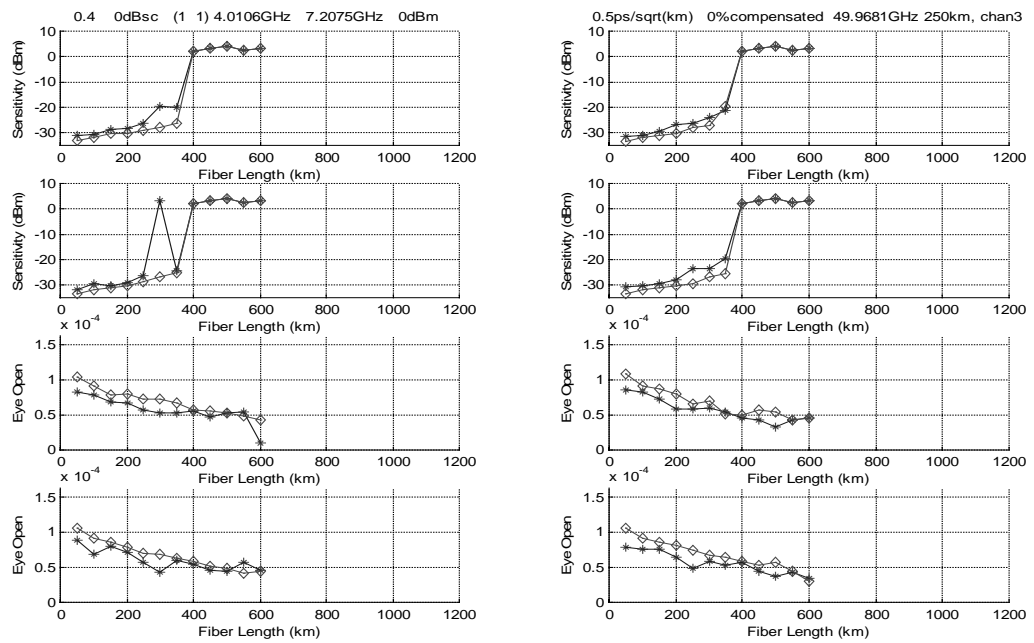 0.4 0dBsc (1 1) 4.0106GHz 7.2075GHz 0dBm
0.5ps/sqrt(km) 0%compensated 49.9681GHz 250km, chan3
10
0
-10
-20
-30
Sensitivity (dBm)
0 200 400 600 800 1000 1200
Fiber Length (km)
10
0
-10
-20
-30
Sensitivity (dBm)
0 200 400 600 800 1000 1200
Fiber Length (km)
10
0
-10
-20
-30
Sensitivity (dBm)
0 200 400 600 800 1000 1200
Fiber Length (km)
10
0
-10
-20
-30
Sensitivity (dBm)
0 200 400 600 800 1000 1200
Fiber Length (km)
x 10^-4
1.5
1
0.5
0
Eye Open
0 200 400 600 800 1000 1200
Fiber Length (km)
x 10^-4
1.5
1
0.5
0
Eye Open
0 200 400 600 800 1000 1200
Fiber Length (km)
x 10^-4
1.5
1
0.5
0
Eye Open
0 200 400 600 800 1000 1200
Fiber Length (km)
x 10^-4
1.5
1
0.5
0
Eye Open
0 200 400 600 800 1000 1200
Fiber Length (km)